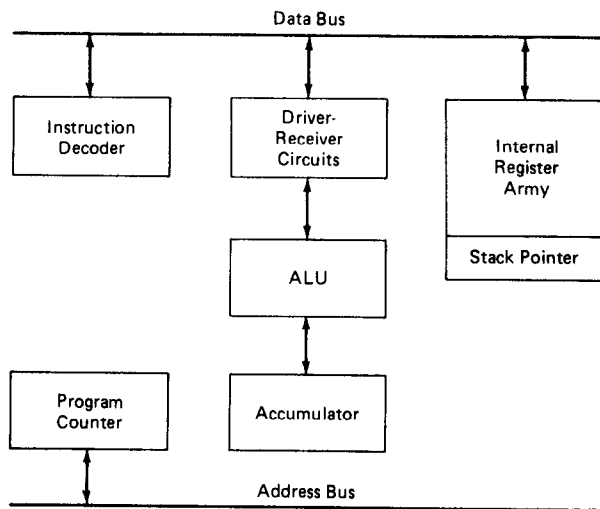 Data Bus
Instruction
Decoder
Driver-
Receiver
Circuits
Internal
Register
Army
Stack Pointer
ALU
Program
Counter
Accumulator
Address Bus